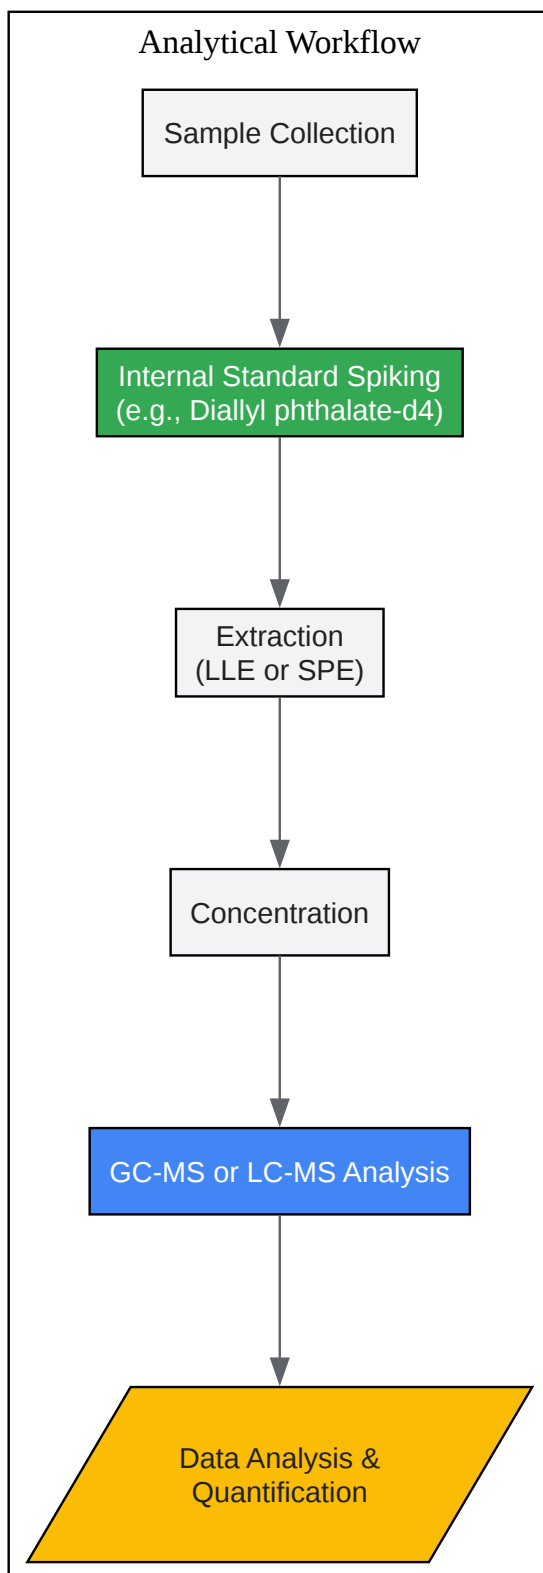 Analytical Workflow
Sample Collection
Internal Standard Spiking
(e.g., Diallyl phthalate-d4)
Extraction
(LLE or SPE)
Concentration
GC-MS or LC-MS Analysis
Data Analysis &
Quantification